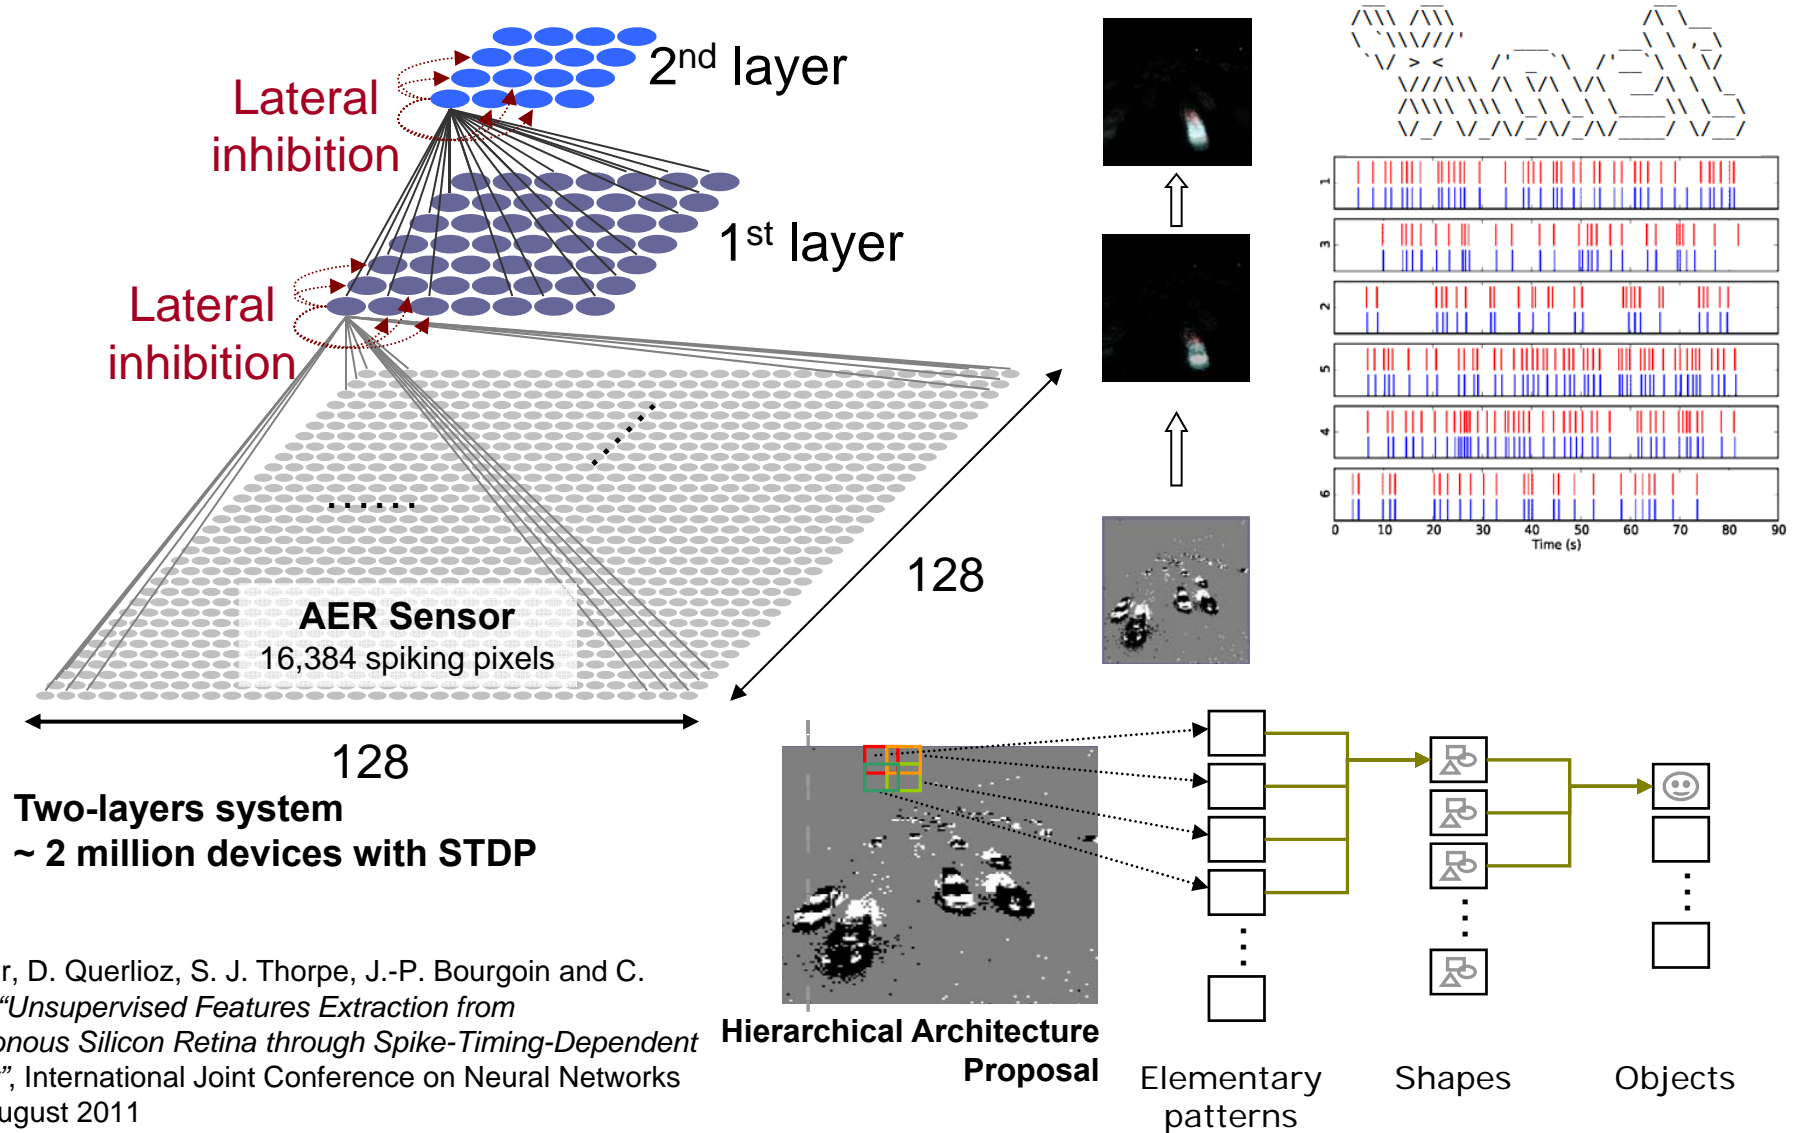 2nd layer
Lateral
inhibition
1st layer
Lateral
inhibition
AER Sensor
16,384 spiking pixels
128
128
Two-layers system
~ 2 million devices with STDP
r, D. Querlioz, S. J. Thorpe, J.-P. Bourgoin and C.
“Unsupervised Features Extraction from
onous Silicon Retina through Spike-Timing-Dependent
”, International Joint Conference on Neural Networks
ugust 2011
1
3
2
5
4
6
0 10 20 30 40 50 60 70 80 90
Time (s)
Hierarchical Architecture
Proposal
Elementary
patterns
Shapes
Objects